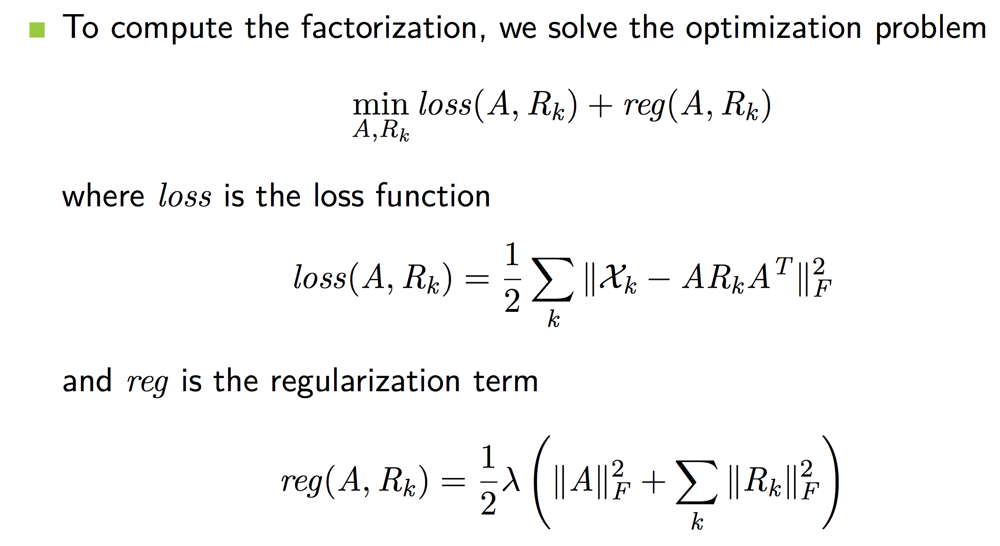 ■ To compute the factorization, we solve the optimization problem
$\min_{A,R_k} loss(A, R_k) + reg(A, R_k)$
where $loss$ is the loss function
$loss(A, R_k) = \frac{1}{2} \sum_k \|\mathcal{X}_k - A R_k A^T\|_F^2$
and $reg$ is the regularization term
$reg(A, R_k) = \frac{1}{2} \lambda \left( \|A\|_F^2 + \sum_k \|R_k\|_F^2 \right)$